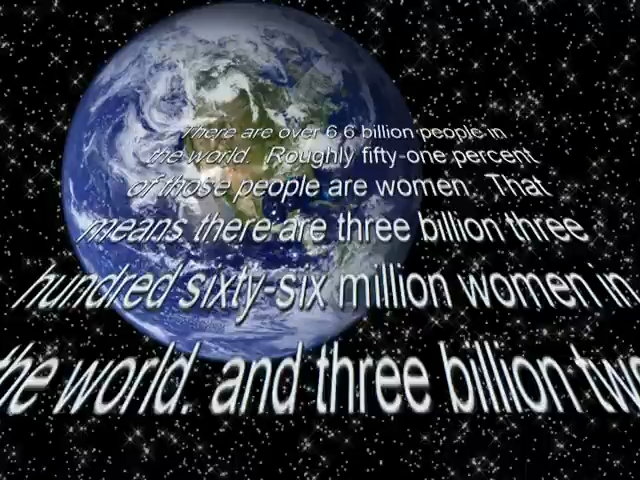 There are over 6.6 billion people in
the world. Roughly fifty-one percent
of those people are women. That
means there are three billion three
hundred sixty-six million women in
the world. and three billion two